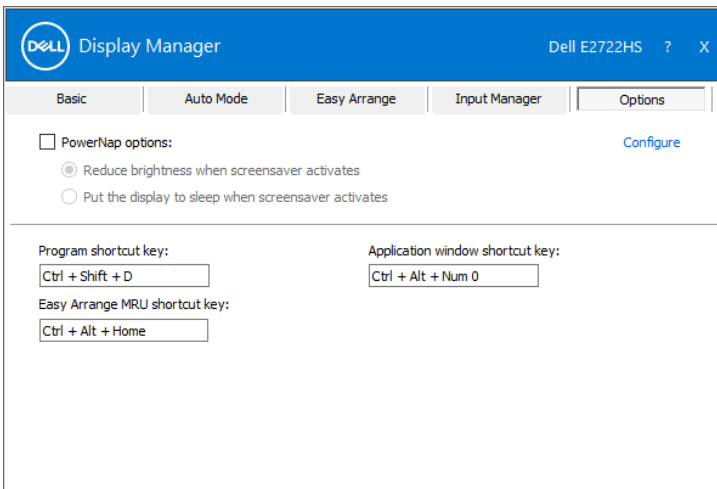 DELL Display Manager Dell E2722HS ? X
Basic Auto Mode Easy Arrange Input Manager Options
PowerNap options: Configure
Reduce brightness when screensaver activates
Put the display to sleep when screensaver activates
Program shortcut key: Application window shortcut key:
Ctrl + Shift + D Ctrl + Alt + Num 0
Easy Arrange MRU shortcut key:
Ctrl + Alt + Home